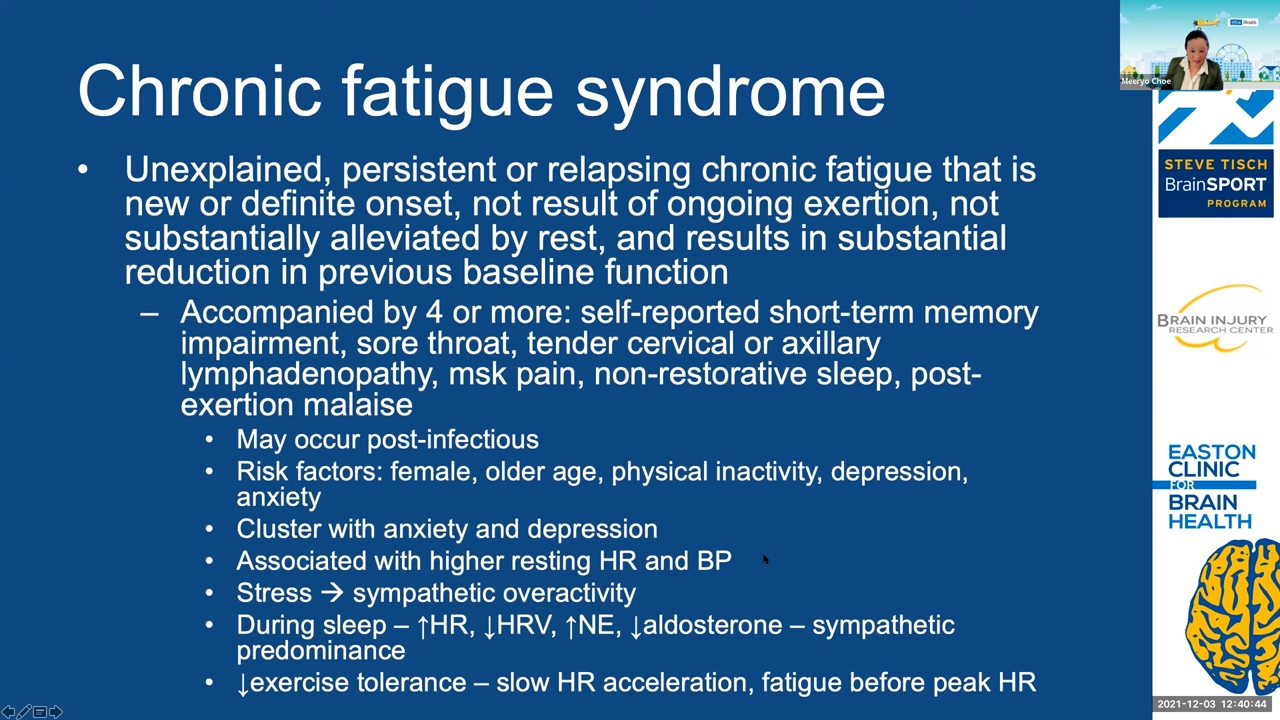 Chronic fatigue syndrome
• Unexplained, persistent or relapsing chronic fatigue that is
new or definite onset, not result of ongoing exertion, not
substantially alleviated by rest, and results in substantial
reduction in previous baseline function
– Accompanied by 4 or more: self-reported short-term memory
impairment, sore throat, tender cervical or axillary
lymphadenopathy, msk pain, non-restorative sleep, post-
exertion malaise
• May occur post-infectious
• Risk factors: female, older age, physical inactivity, depression,
anxiety
• Cluster with anxiety and depression
• Associated with higher resting HR and BP
• Stress → sympathetic overactivity
• During sleep – ↑HR, ↓HRV, ↑NE, ↓aldosterone – sympathetic
predominance
• ↓exercise tolerance – slow HR acceleration, fatigue before peak HR
Health
Meeryo Choe
STEVE TISCH
BrainSPORT
PROGRAM
BRAIN INJURY
RESEARCH CENTER
EASTON
CLINIC
FOR
BRAIN
HEALTH
2021-12-03 12:40:44